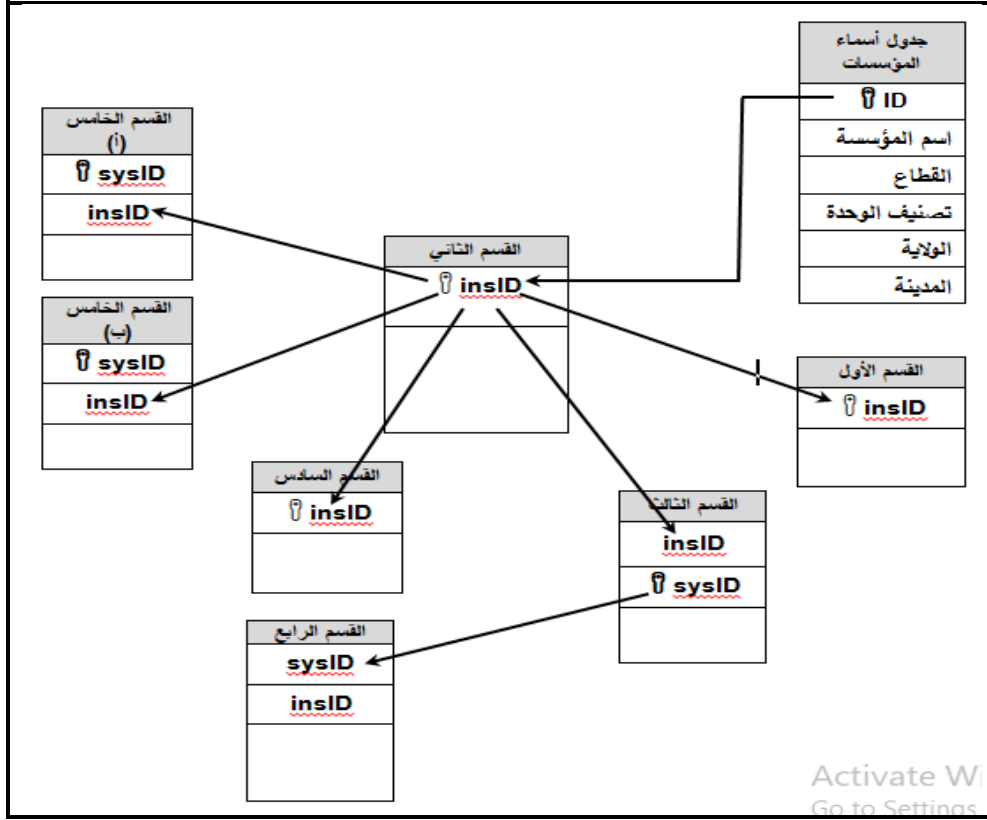 جدول أسماء
المؤسسات
ID
اسم المؤسسة
القطاع
تصنيف الوحدة
الولاية
المدينة
القسم الخامس
(أ)
sysID
insID
القسم الثاني
insID
القسم الخامس
(ب)
sysID
insID
القسم الأول
insID
القسم السادس
insID
القسم الثالث
insID
sysID
القسم الرابع
sysID
insID
Activate Wi
Go to Settings